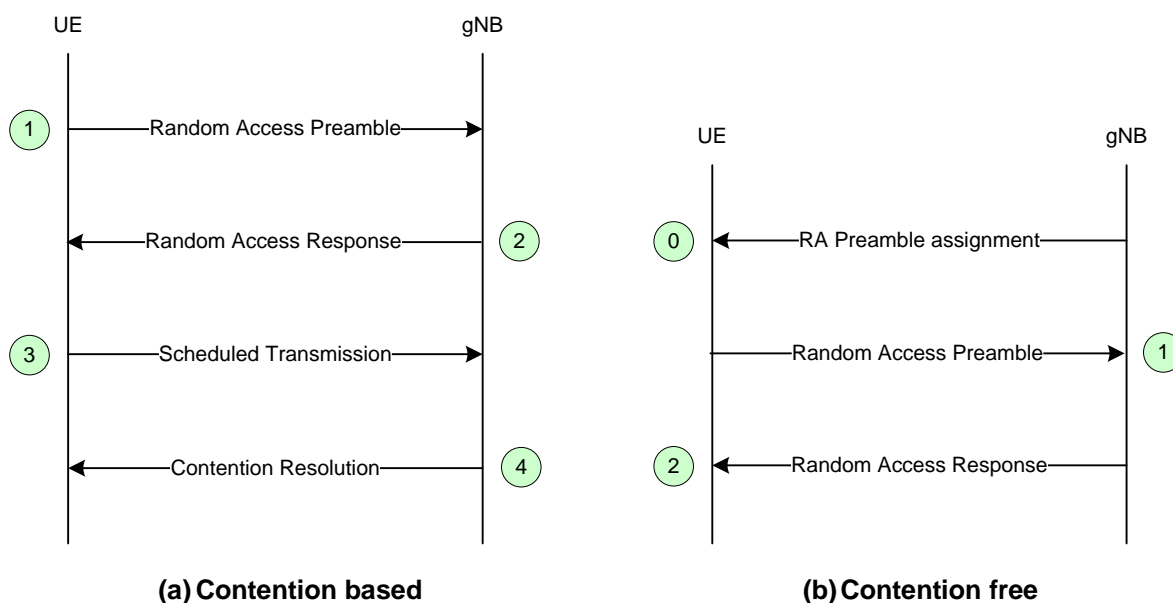 UE
gNB
1
Random Access Preamble
Random Access Response
2
3
Scheduled Transmission
Contention Resolution
4
(a) Contention based
UE
gNB
0
RA Preamble assignment
Random Access Preamble
1
2
Random Access Response
(b) Contention free